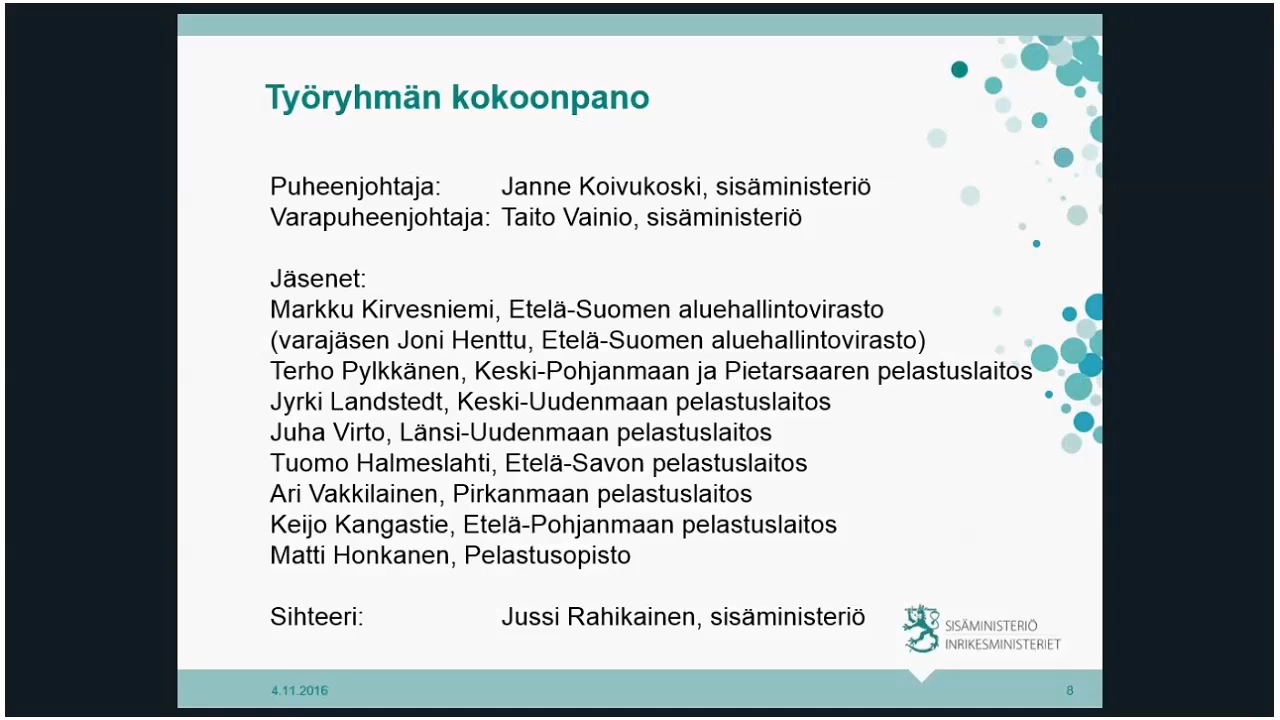 Työryhmän kokoonpano
Puheenjohtaja: Janne Koivukoski, sisäministeriö
Varapuheenjohtaja: Taito Vainio, sisäministeriö
Jäsenet:
Markku Kirvesniemi, Etelä-Suomen aluehallintovirasto
(varajäsen Joni Henttu, Etelä-Suomen aluehallintovirasto)
Terho Pylkkänen, Keski-Pohjanmaan ja Pietarsaaren pelastuslaitos
Jyrki Landstedt, Keski-Uudenmaan pelastuslaitos
Juha Virto, Länsi-Uudenmaan pelastuslaitos
Tuomo Halmeslahti, Etelä-Savon pelastuslaitos
Ari Vakkilainen, Pirkanmaan pelastuslaitos
Keijo Kangastie, Etelä-Pohjanmaan pelastuslaitos
Matti Honkanen, Pelastusopisto
Sihteeri: Jussi Rahikainen, sisäministeriö
SISÄMINISTERIÖ
INRIKESMINISTERIET
4.11.2016 8